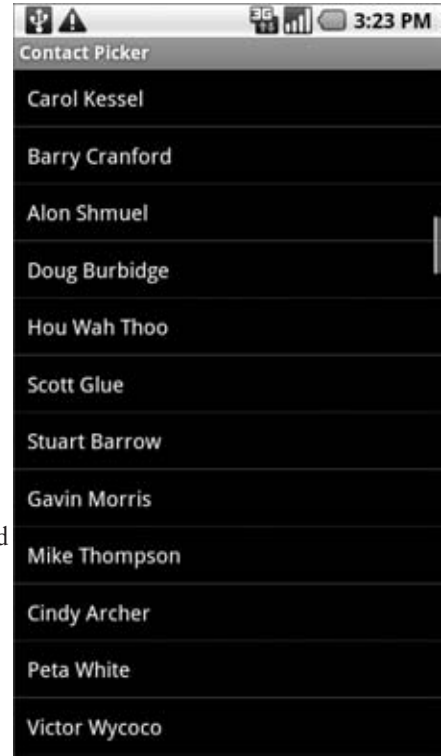 3G 3:23 PM
Contact Picker
Carol Kessel
Barry Cranford
Alon Shmuel
Doug Burbidge
Hou Wah Thoo
Scott Glue
Stuart Barrow
Gavin Morris
d
Mike Thompson
Cindy Archer
Peta White
Victor Wycoco